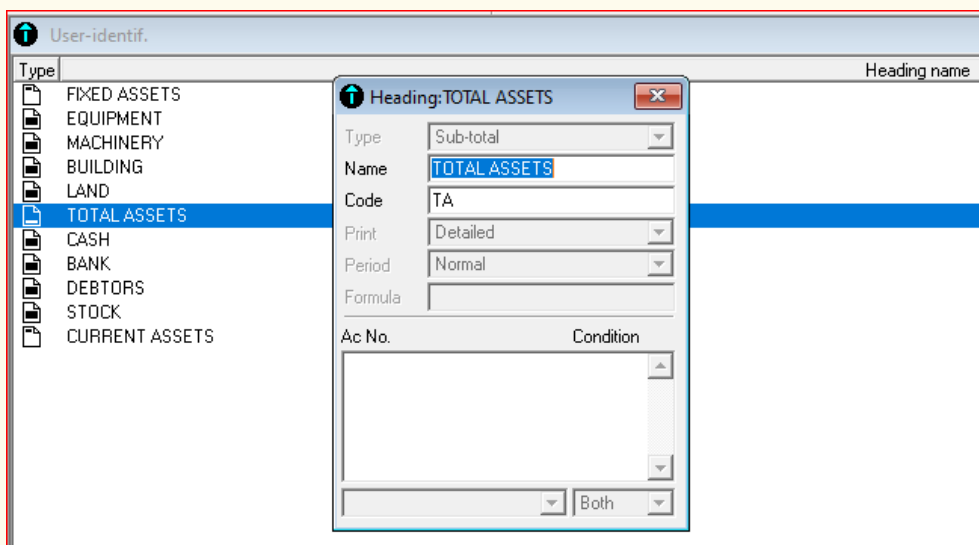 User-identif.
Type Heading name
FIXED ASSETS
EQUIPMENT
MACHINERY
BUILDING
LAND
TOTAL ASSETS
CASH
BANK
DEBTORS
STOCK
CURRENT ASSETS
Heading:TOTAL ASSETS
Type Sub-total
Name TOTAL ASSETS
Code TA
Print Detailed
Period Normal
Formula
Ac No. Condition
Both